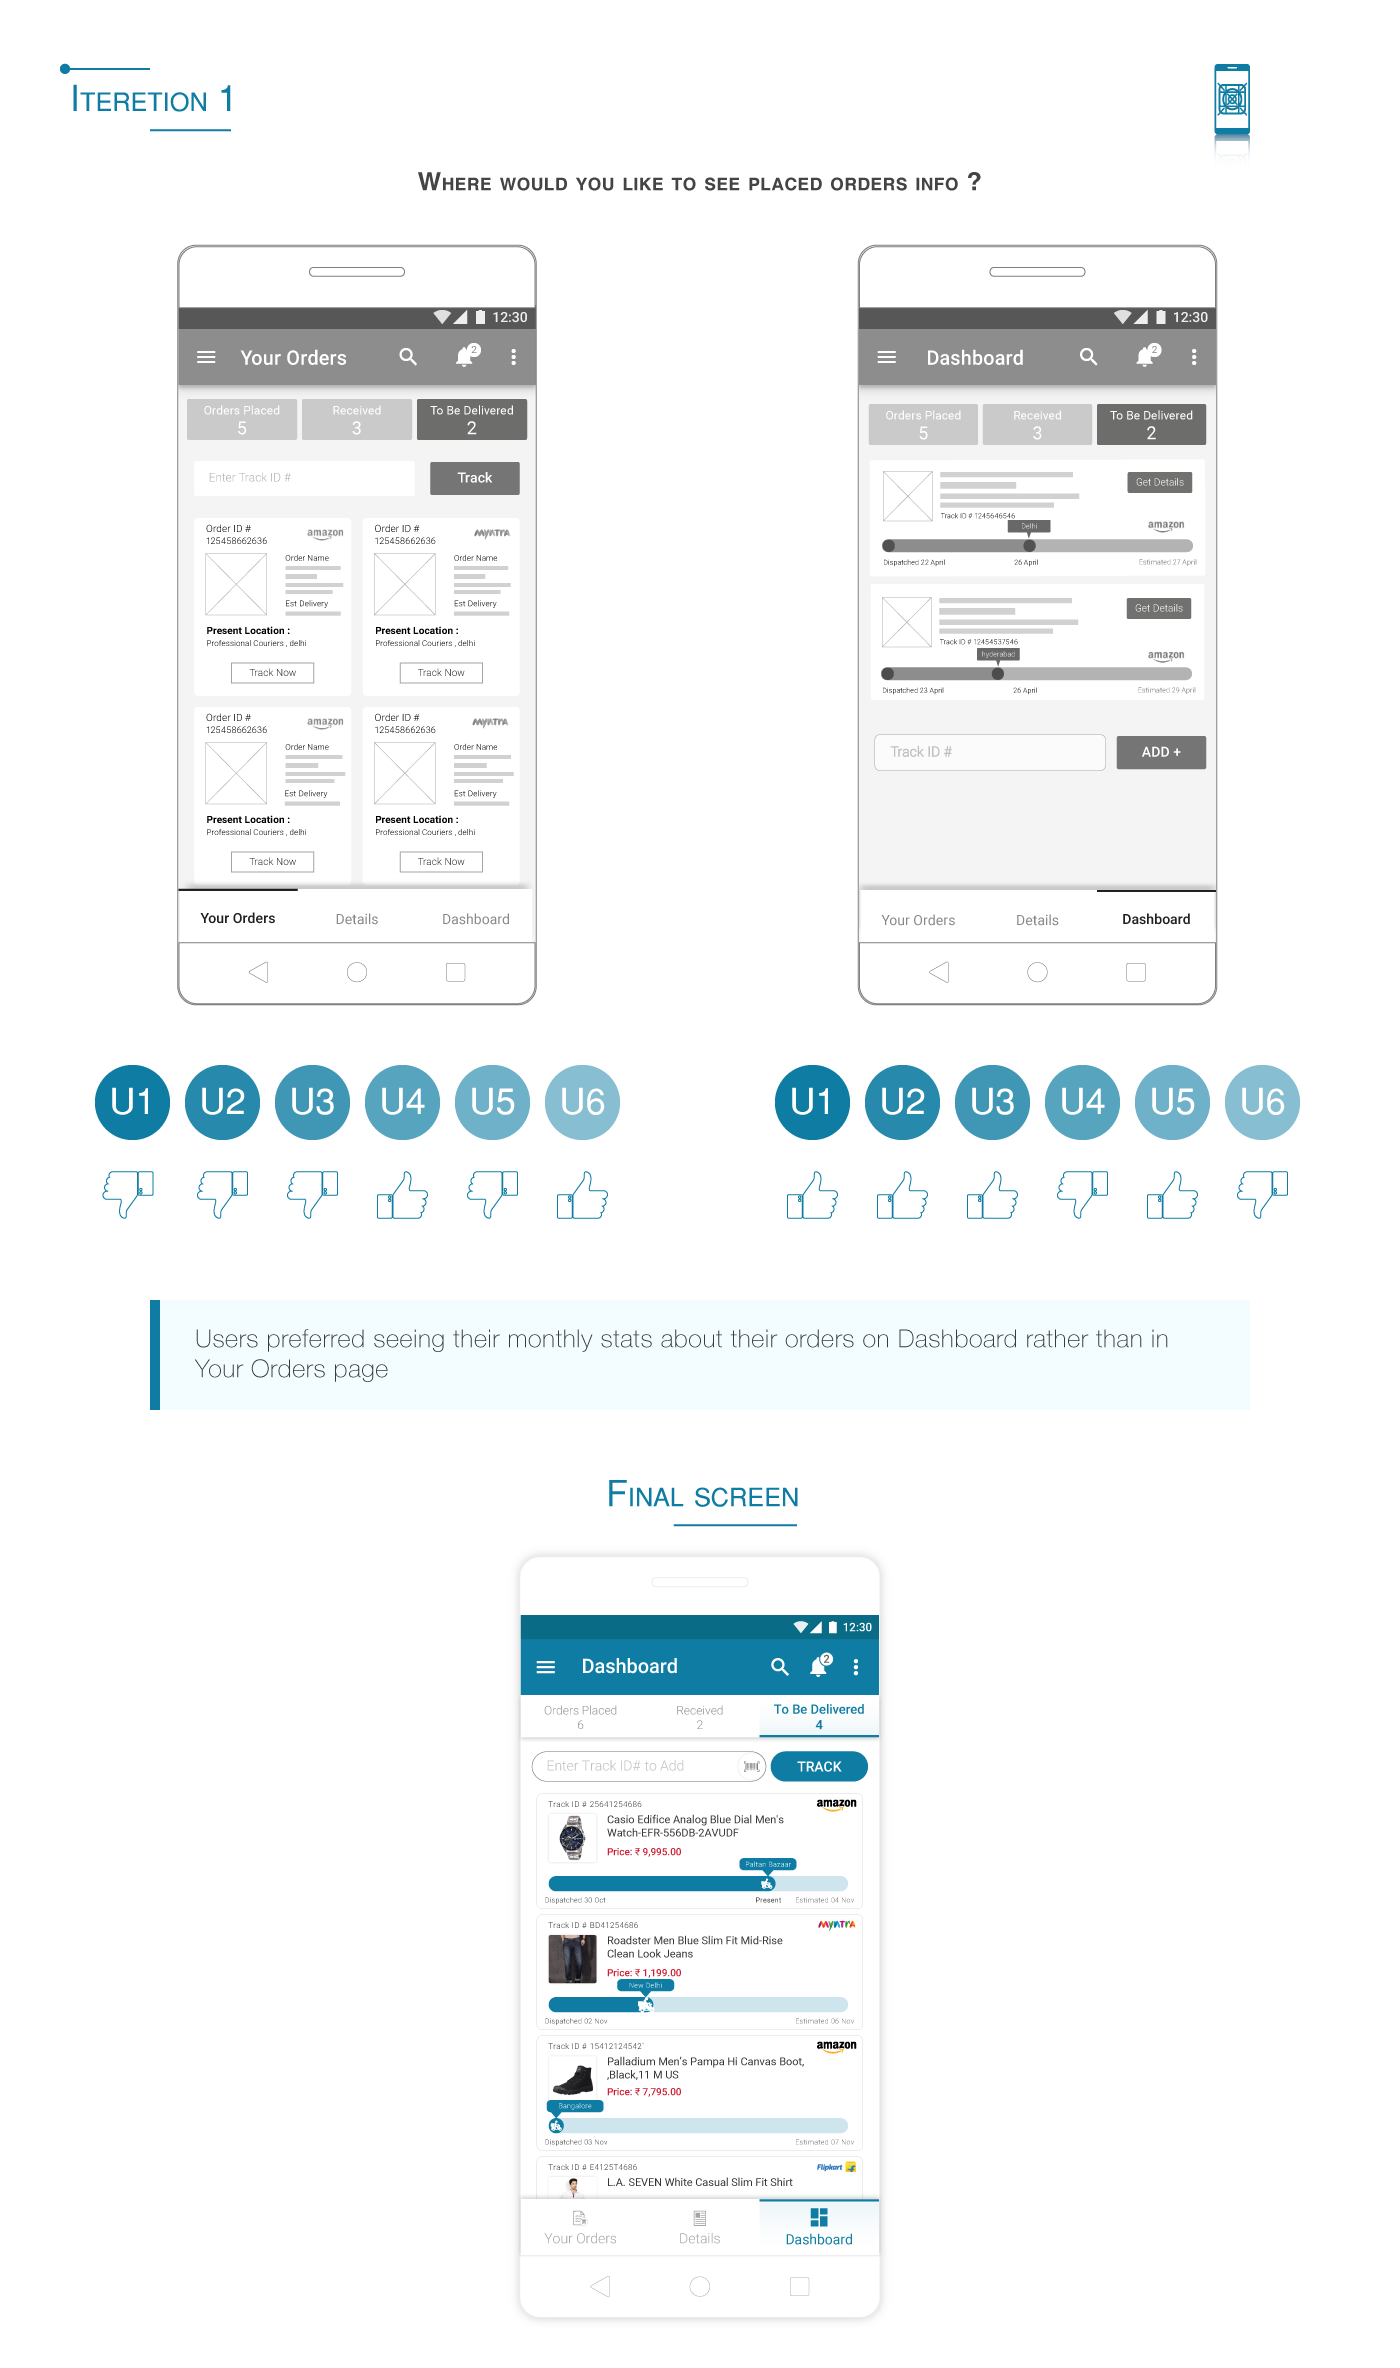 ITERETION 1
WHERE WOULD YOU LIKE TO SEE PLACED ORDERS INFO ?
12:30
Your Orders
2
Orders Placed
5
Received
3
To Be Delivered
2
Enter Track ID #
Track
Order ID #
125458662636
amazon
Order Name
Est Delivery
Present Location :
Professional Couriers , delhi
Track Now
Order ID #
125458662636
Myntra
Order Name
Est Delivery
Present Location :
Professional Couriers , delhi
Track Now
Order ID #
125458662636
amazon
Order Name
Est Delivery
Present Location :
Professional Couriers , delhi
Track Now
Order ID #
125458662636
Myntra
Order Name
Est Delivery
Present Location :
Professional Couriers , delhi
Track Now
Your Orders
Details
Dashboard
12:30
Dashboard
2
Orders Placed
5
Received
3
To Be Delivered
2
Get Details
Track ID # 1245646546
Delhi
amazon
Dispatched 22 April
26 April
Estimated 27 April
Get Details
Track ID # 12454537546
hyderabad
amazon
Dispatched 23 April
26 April
Estimated 29 April
Track ID #
ADD +
Your Orders
Details
Dashboard
U1 U2 U3 U4 U5 U6
U1 U2 U3 U4 U5 U6
Users preferred seeing their monthly stats about their orders on Dashboard rather than in
Your Orders page
FINAL SCREEN
12:30
Dashboard
2
Orders Placed
6
Received
2
To Be Delivered
4
Enter Track ID# to Add
TRACK
Track ID # 25641254686
amazon
Casio Edifice Analog Blue Dial Men's
Watch-EFR-556DB-2AVUDF
Price: ₹ 9,995.00
Paltan Bazaar
Dispatched 30 Oct
Present
Estimated 04 Nov
Track ID # BD41254686
Myntra
Roadster Men Blue Slim Fit Mid-Rise
Clean Look Jeans
Price: ₹ 1,199.00
New Delhi
Dispatched 02 Nov
Estimated 06 Nov
Track ID # 15412124542`
amazon
Palladium Men's Pampa Hi Canvas Boot,
,Black,11 M US
Price: ₹ 7,795.00
Bangalore
Dispatched 03 Nov
Estimated 07 Nov
Track ID # E4125T4686
Flipkart
L.A. SEVEN White Casual Slim Fit Shirt
Your Orders
Details
Dashboard